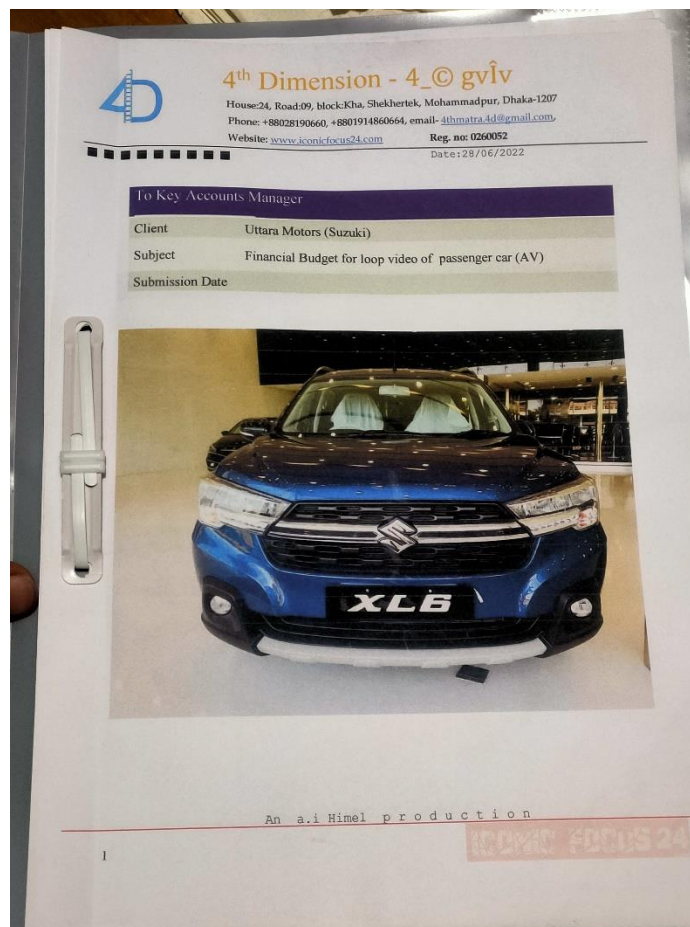 4D
4th Dimension - 4_© gvÎv
House:24, Road:09, block:Kha, Shekhertek, Mohammadpur, Dhaka-1207
Phone: +88028190660, +8801914860664, email- 4thmatra.4d@gmail.com,
Website: www.iconicfocus24.com Reg. no: 0260052
Date:28/06/2022
To Key Accounts Manager
Client Uttara Motors (Suzuki)
Subject Financial Budget for loop video of passenger car (AV)
Submission Date
XL6
An a.i Himel production
ICONIC FOCUS 24
1